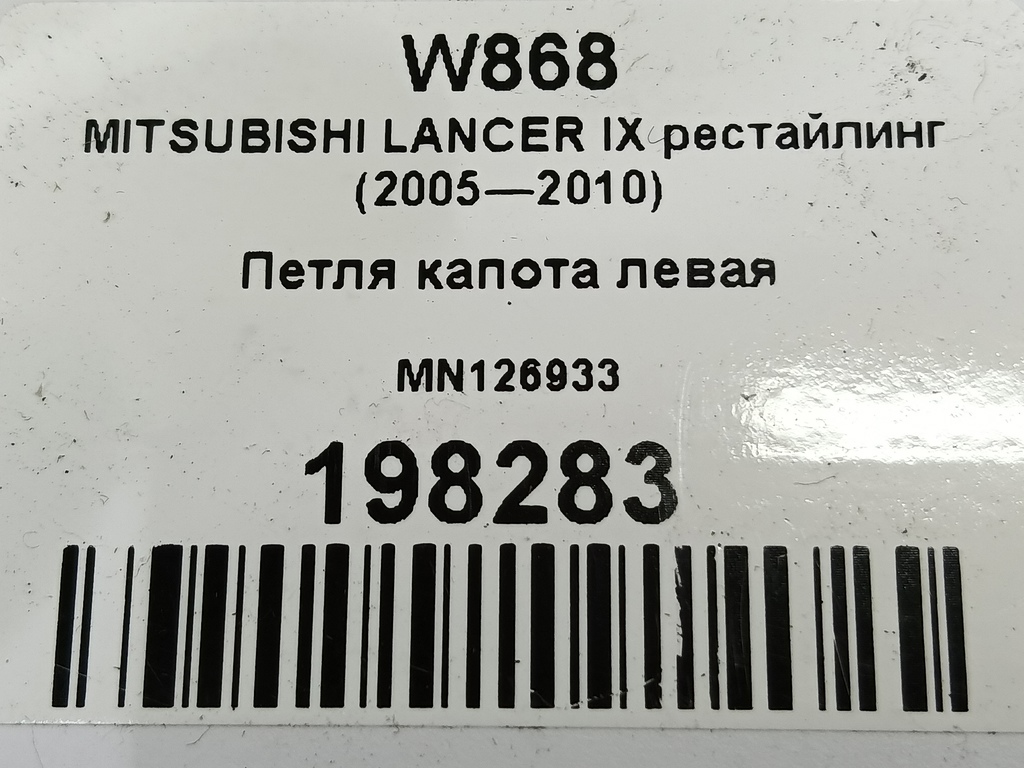 W868
MITSUBISHI LANCER IX рестайлинг
(2005—2010)
Петля капота левая
MN126933
198283